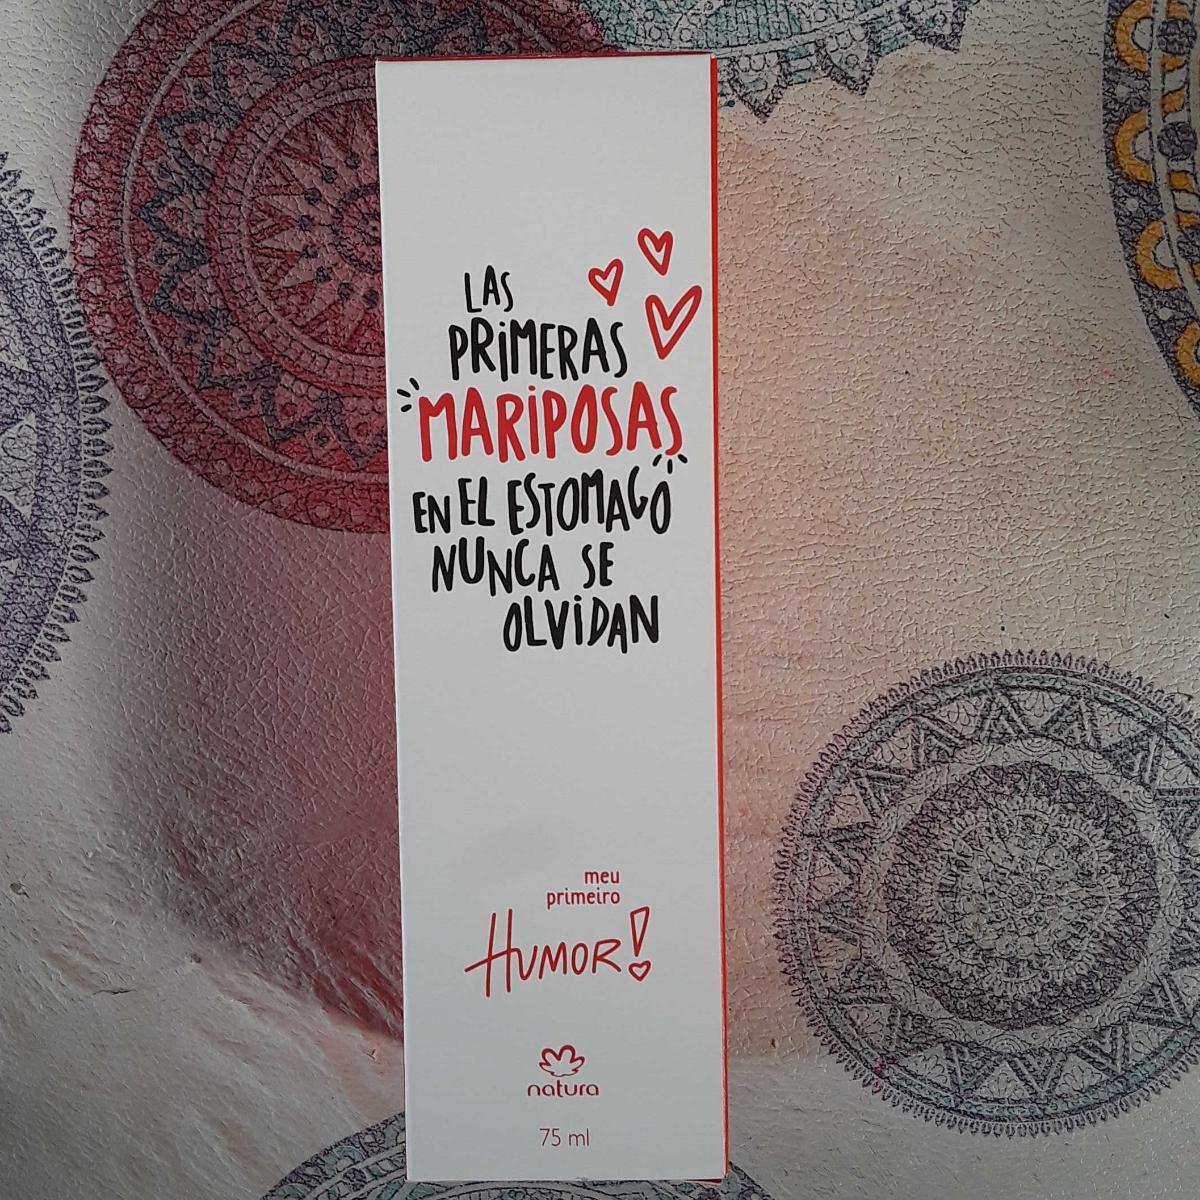 LAS
PRIMERAS
MARIPOSAS
EN EL ESTOMAGO
NUNCA SE
OLVIDAN
meu
primeiro
HUMOR!
natura
75 ml